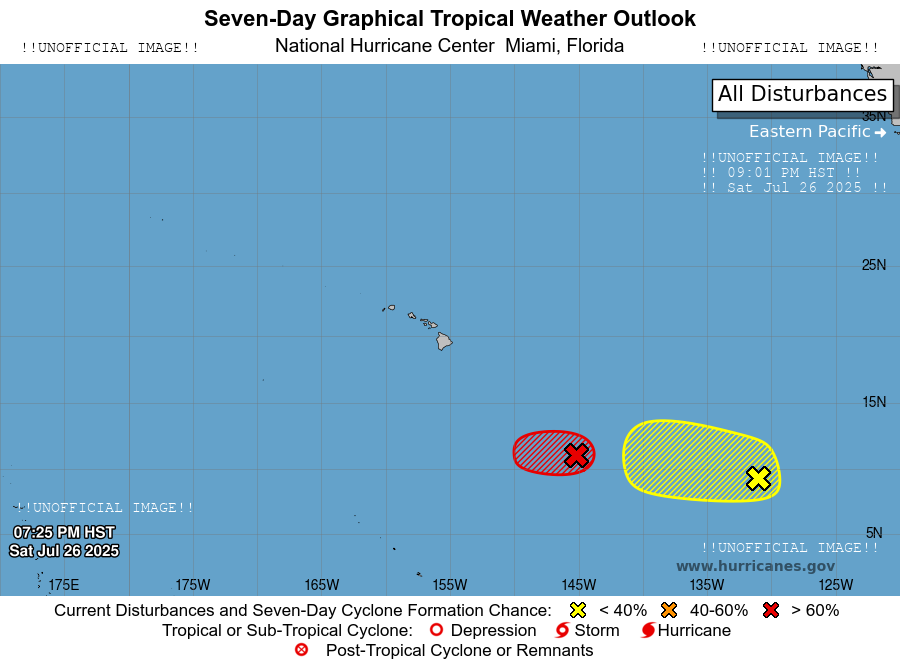 Seven-Day Graphical Tropical Weather Outlook
National Hurricane Center  Miami, Florida
!!UNOFFICIAL IMAGE!!
!!UNOFFICIAL IMAGE!!
All Disturbances
35N
Eastern Pacific
!!UNOFFICIAL IMAGE!!
!! 09:01 PM HST !!
!! Sat Jul 26 2025 !!
25N
15N
!!UNOFFICIAL IMAGE!!
07:25 PM HST
Sat Jul 26 2025
5N
!!UNOFFICIAL IMAGE!!
www.hurricanes.gov
175E 175W 165W 155W 145W 135W 125W
Current Disturbances and Seven-Day Cyclone Formation Chance: < 40% 40-60% > 60%
Tropical or Sub-Tropical Cyclone: Depression Storm Hurricane
Post-Tropical Cyclone or Remnants